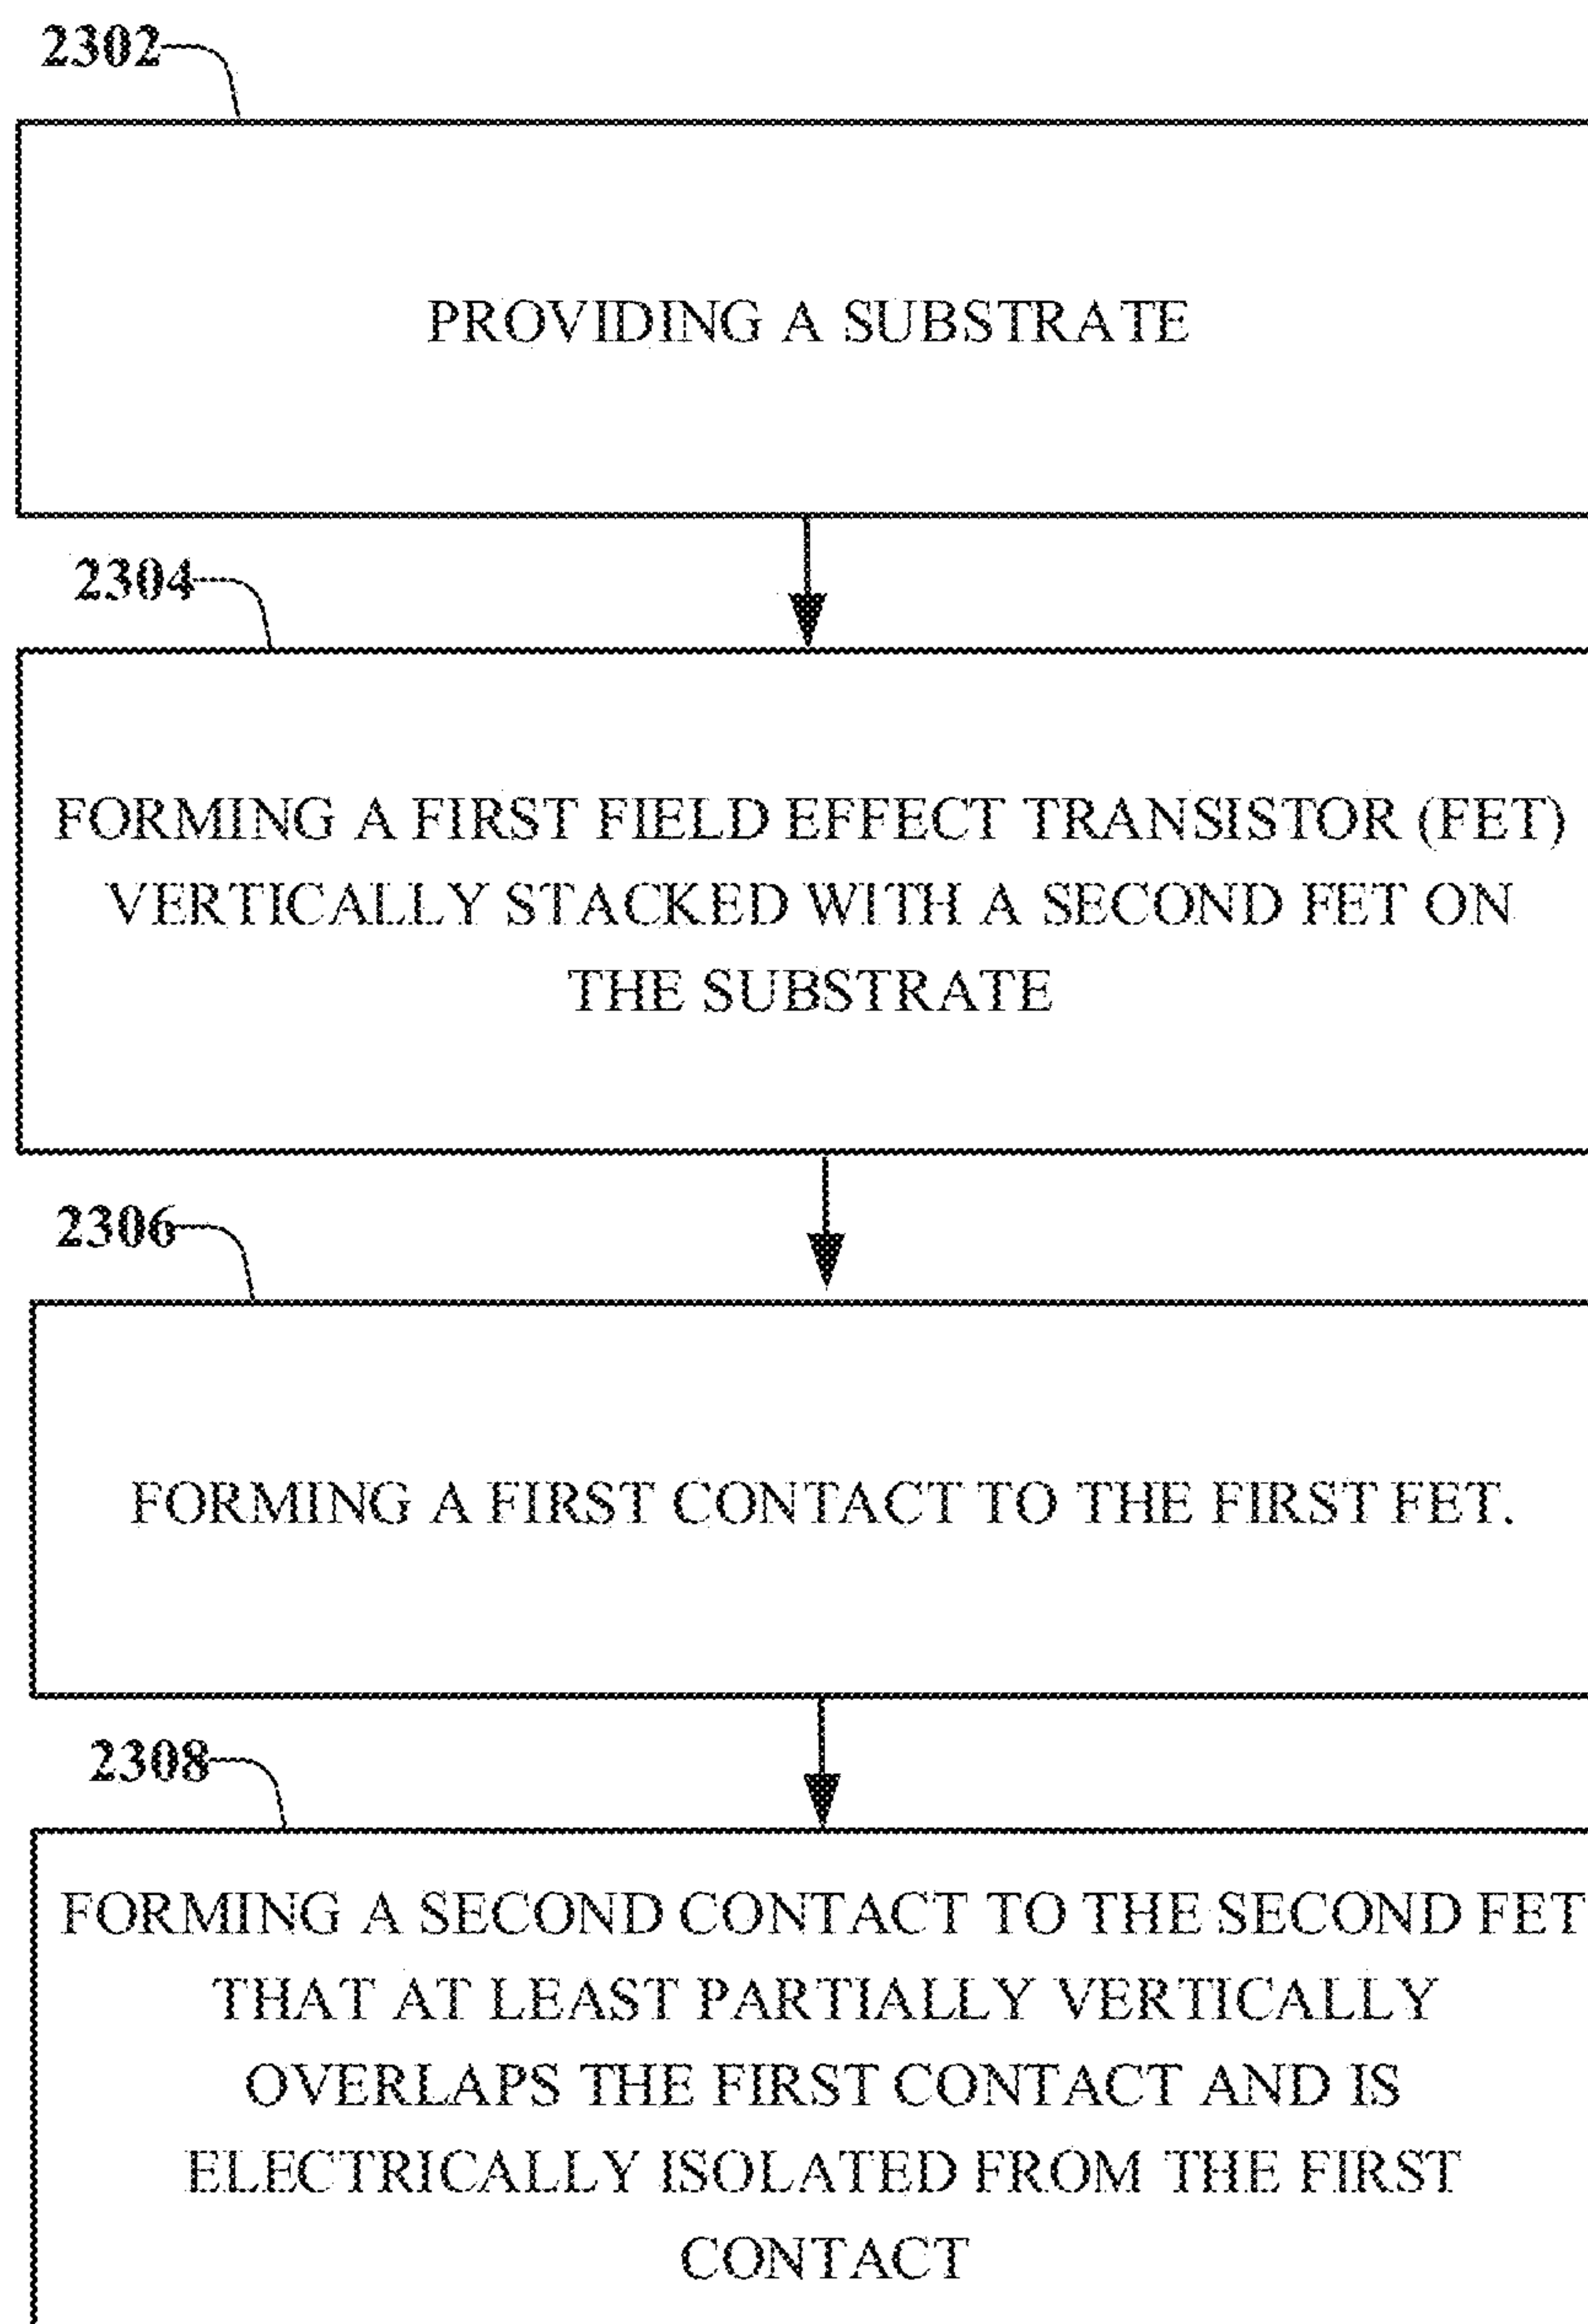 2302
PROVIDING A SUBSTRATE
2304
FORMING A FIRST FIELD EFFECT TRANSISTOR (FET)
VERTICALLY STACKED WITH A SECOND FET ON
THE SUBSTRATE
2306
FORMING A FIRST CONTACT TO THE FIRST FET.
2308
FORMING A SECOND CONTACT TO THE SECOND FET
THAT AT LEAST PARTIALLY VERTICALLY
OVERLAPS THE FIRST CONTACT AND IS
ELECTRICALLY ISOLATED FROM THE FIRST
CONTACT